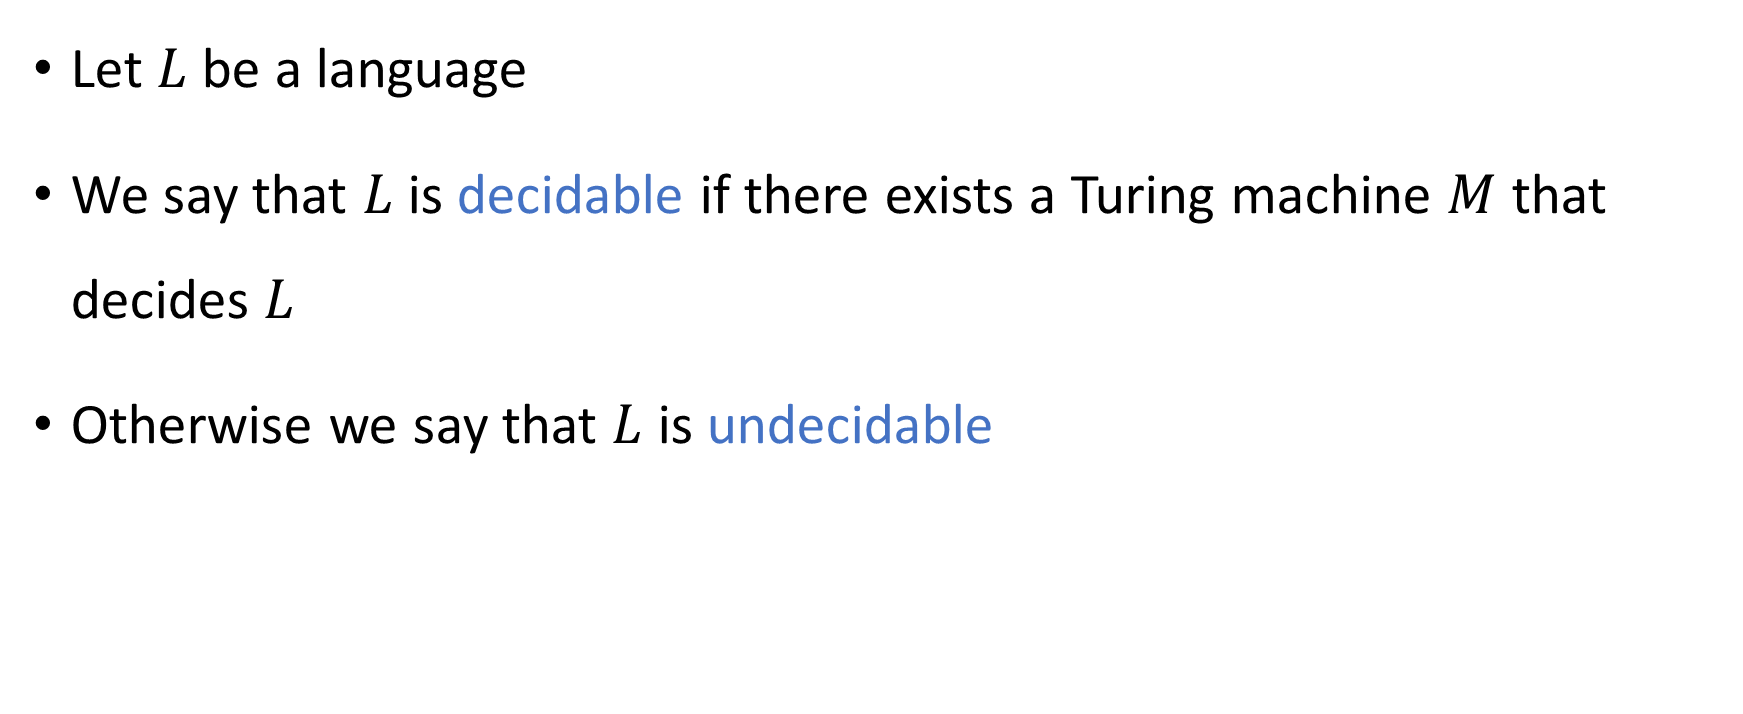 • Let 𝐿 be a language
• We say that 𝐿 is decidable if there exists a Turing machine 𝑀 that
decides 𝐿
• Otherwise we say that 𝐿 is undecidable